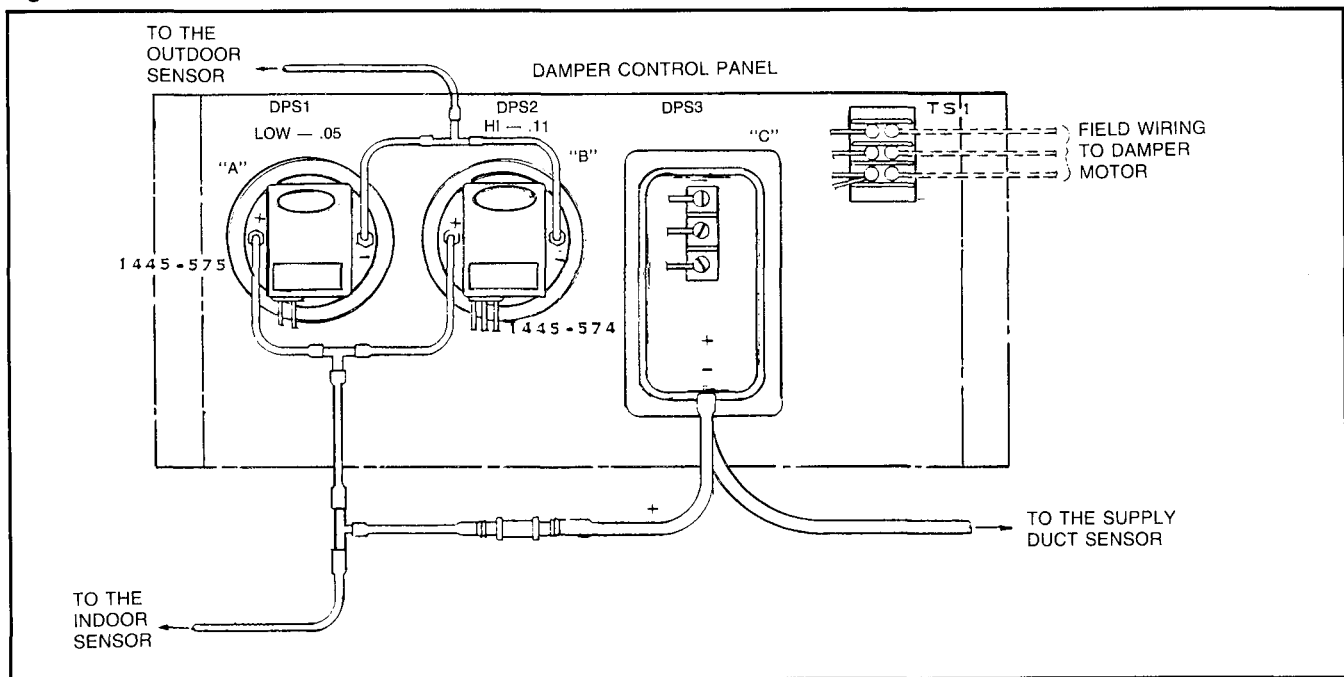 TO THE
OUTDOOR
SENSOR
DAMPER CONTROL PANEL
DPS1
LOW — .05
DPS2
HI — .11
DPS3
TS1
"A"
"B"
"C"
FIELD WIRING
TO DAMPER
MOTOR
+
−
+
−
1445-575
1445-574
+
−
+
TO THE SUPPLY
DUCT SENSOR
TO THE
INDOOR
SENSOR